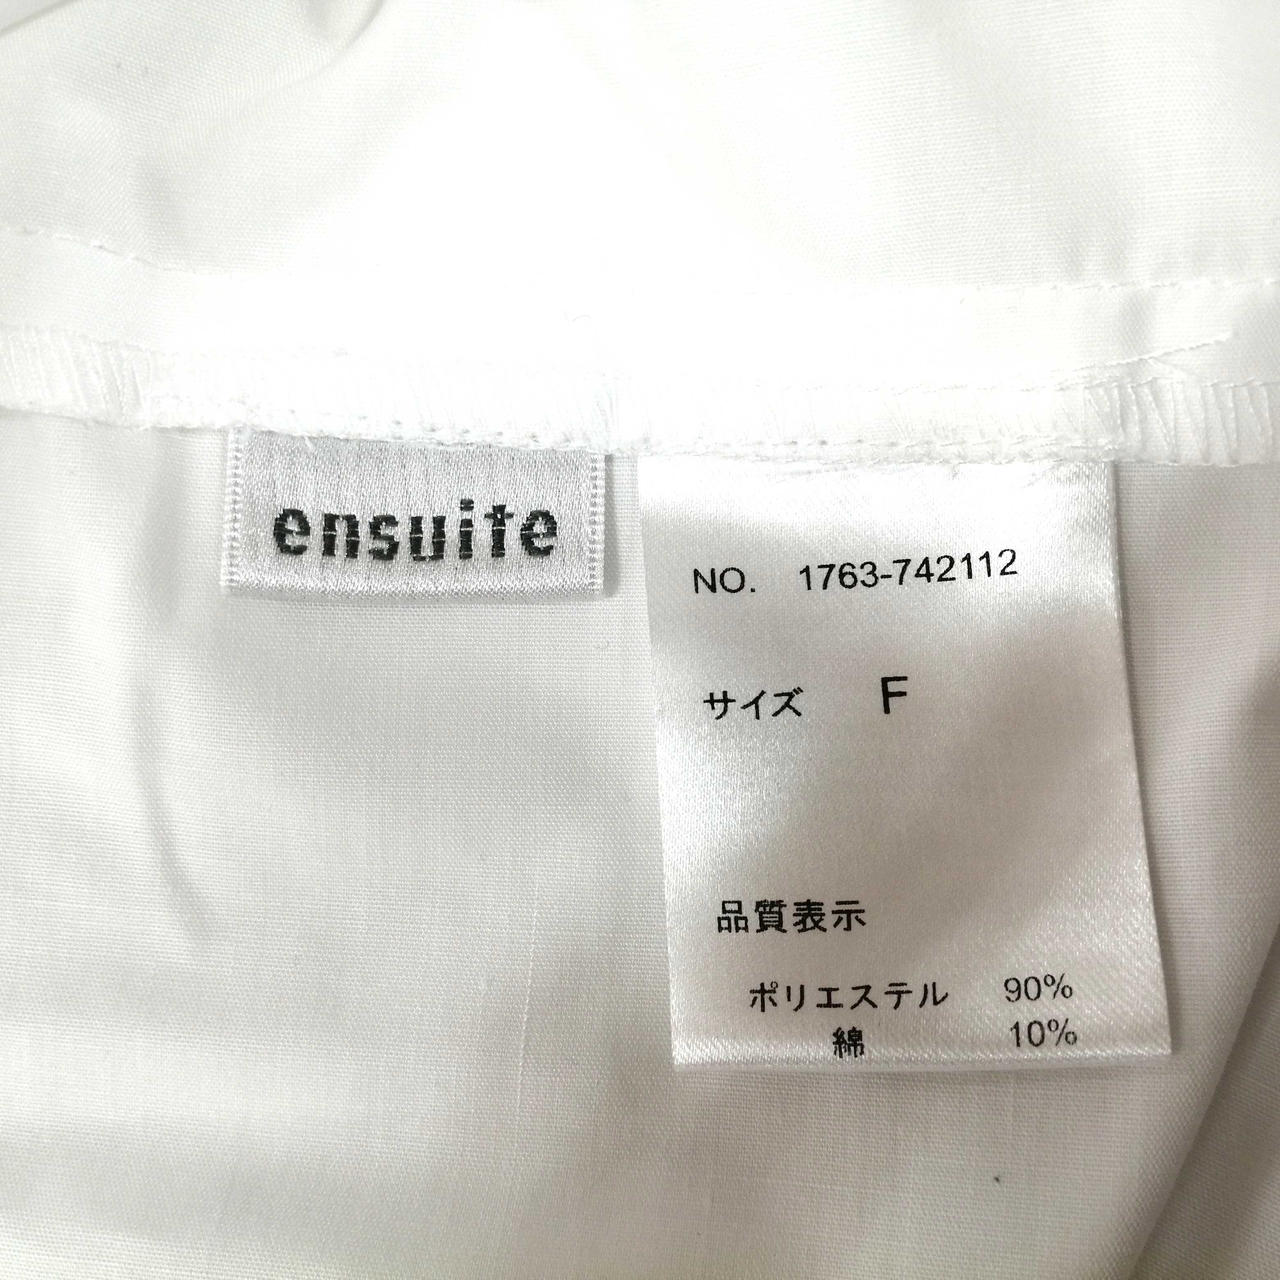 ensuite
NO. 1763-742112
サイズ F
品質表示
ポリエステル 90%
綿 10%